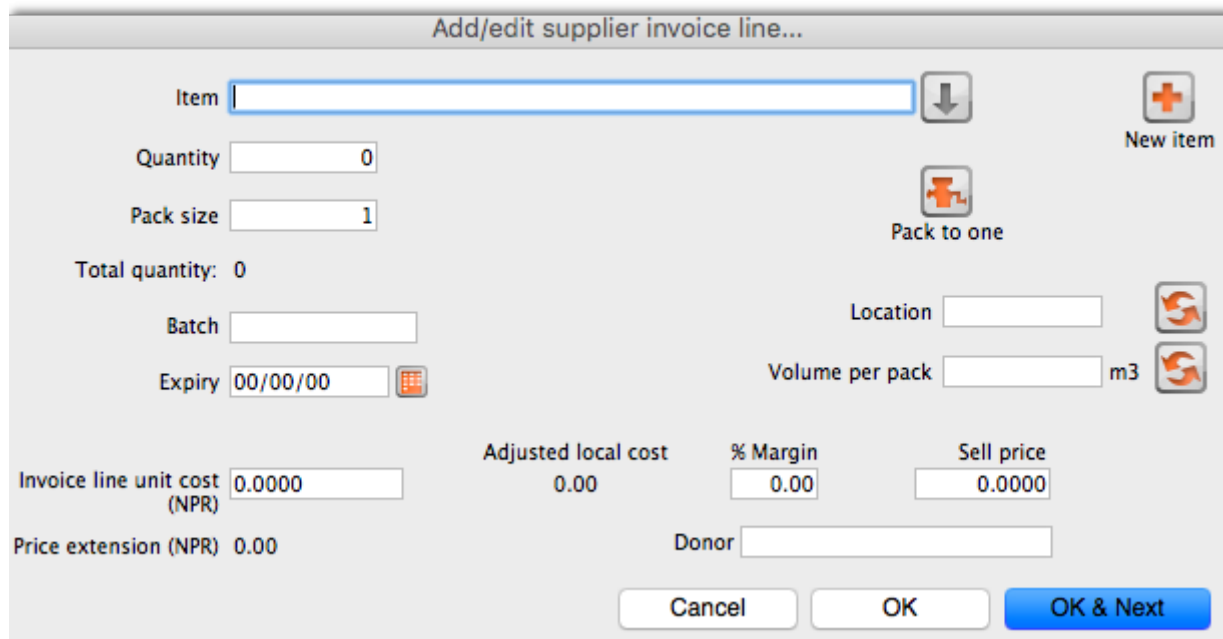 Add/edit supplier invoice line...
Item
New item
Quantity 0
Pack size 1
Pack to one
Total quantity: 0
Batch
Location
Expiry 00/00/00
Volume per pack m3
Adjusted local cost % Margin Sell price
Invoice line unit cost 0.0000 0.00 0.00 0.0000
(NPR)
Price extension (NPR) 0.00
Donor
Cancel OK OK & Next